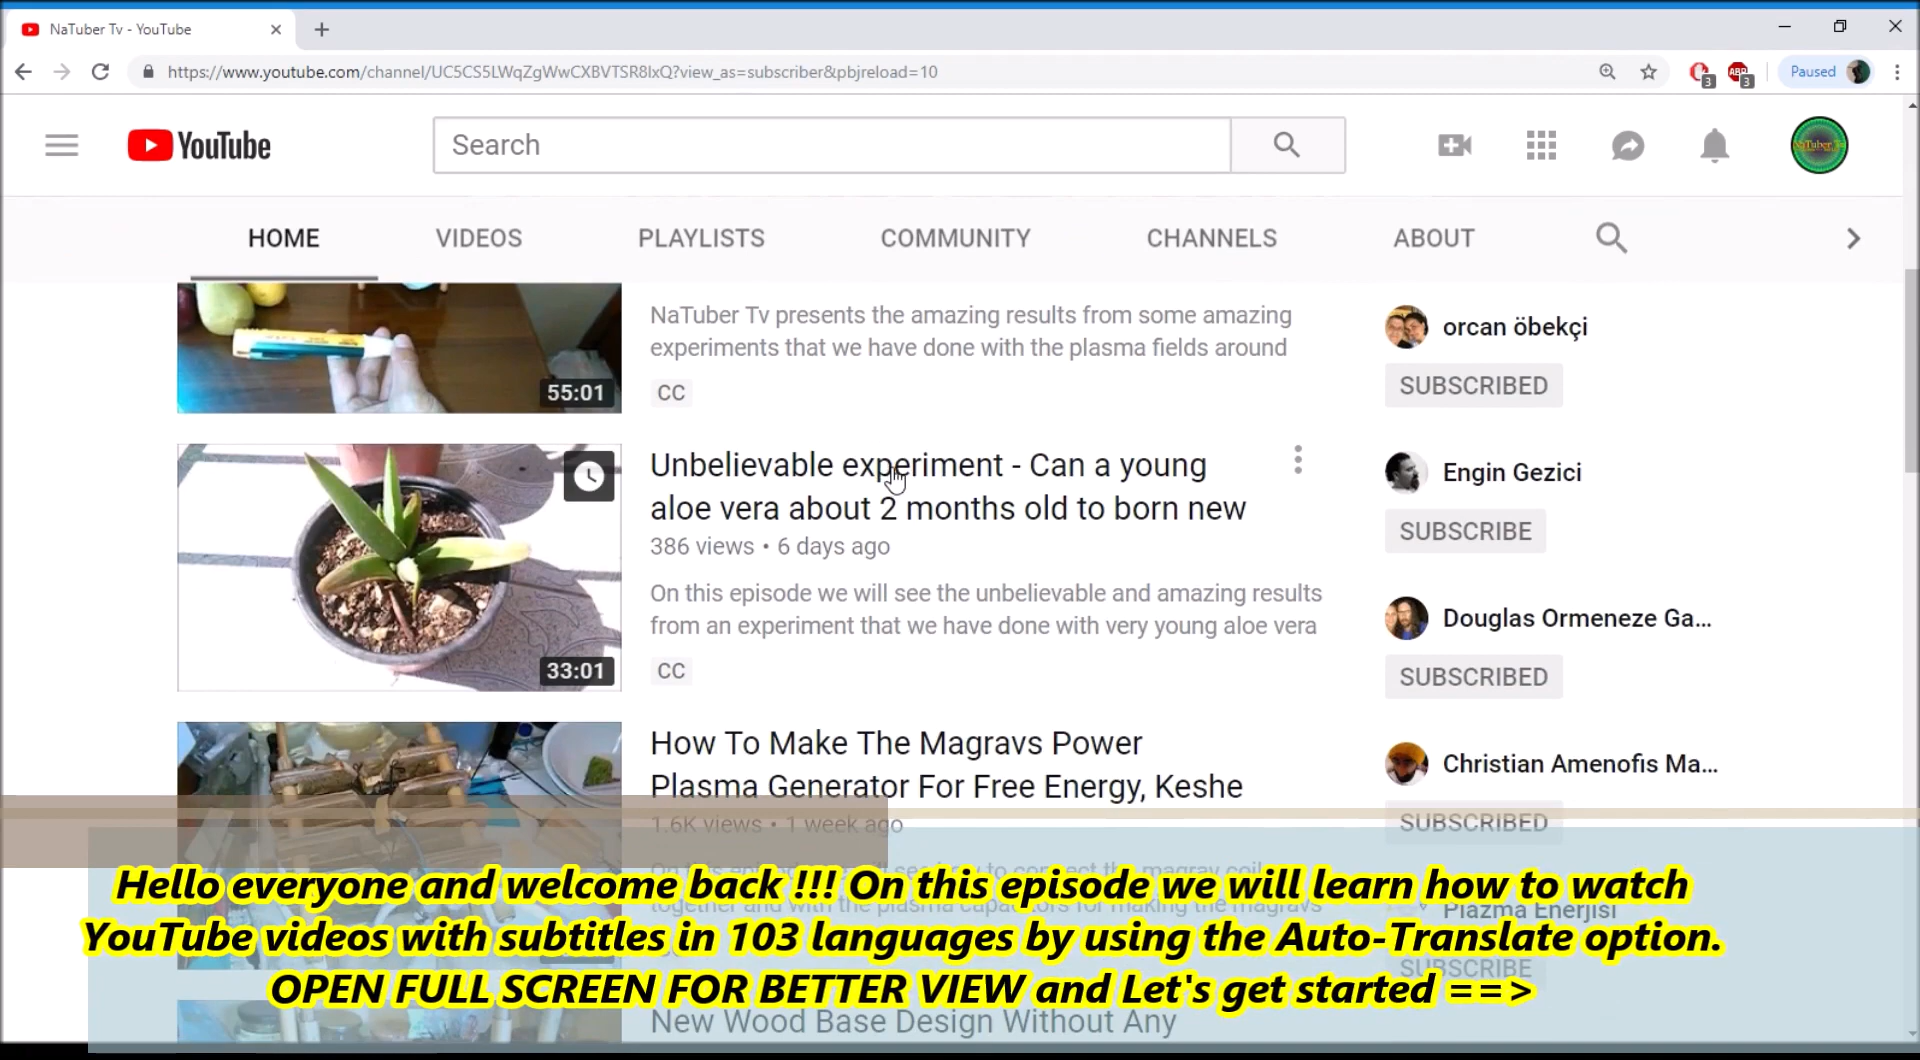 NaTuber Tv - YouTube
https://www.youtube.com/channel/UC5CS5LWqZgWwCXBVTSR8IxQ?view_as=subscriber&pbjreload=10
3
ABP
3
Paused
YouTube
Search
NaTuber Tv
HOME
VIDEOS
PLAYLISTS
COMMUNITY
CHANNELS
ABOUT
55:01
NaTuber Tv presents the amazing results from some amazing
experiments that we have done with the plasma fields around
CC
33:01
Unbelievable experiment - Can a young
aloe vera about 2 months old to born new
386 views • 6 days ago
On this episode we will see the unbelievable and amazing results
from an experiment that we have done with very young aloe vera
CC
How To Make The Magravs Power
Plasma Generator For Free Energy, Keshe
1.6K views • 1 week ago
New Wood Base Design Without Any
orcan öbekçi
SUBSCRIBED
Engin Gezici
SUBSCRIBE
Douglas Ormeneze Ga...
SUBSCRIBED
Christian Amenofis Ma...
SUBSCRIBED
Plazma Enerjisi
SUBSCRIBE
Hello everyone and welcome back !!! On this episode we will learn how to watch
YouTube videos with subtitles in 103 languages by using the Auto-Translate option.
OPEN FULL SCREEN FOR BETTER VIEW and Let's get started ==>